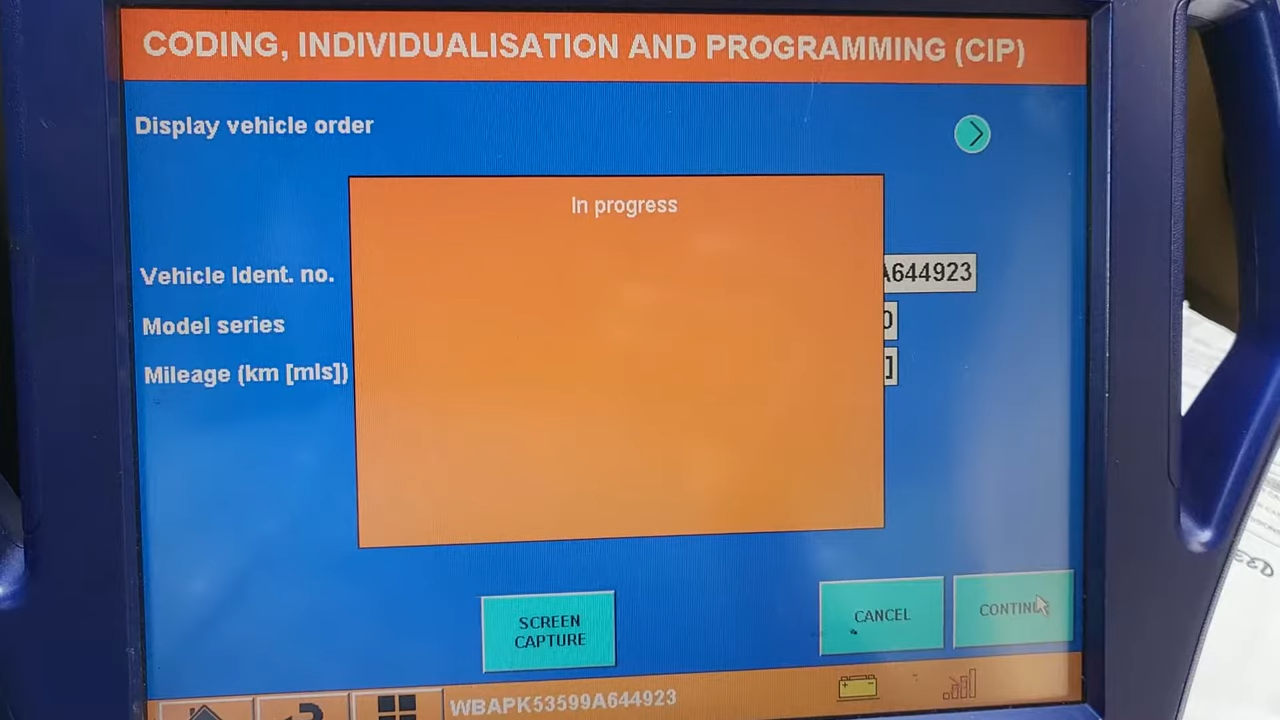 CODING, INDIVIDUALISATION AND PROGRAMMING (CIP)
Display vehicle order
In progress
Vehicle Ident. no.
A644923
Model series
0
Mileage (km [mls])
]
SCREEN
CAPTURE
CANCEL
CONTINUE
WBAPK53599A644923